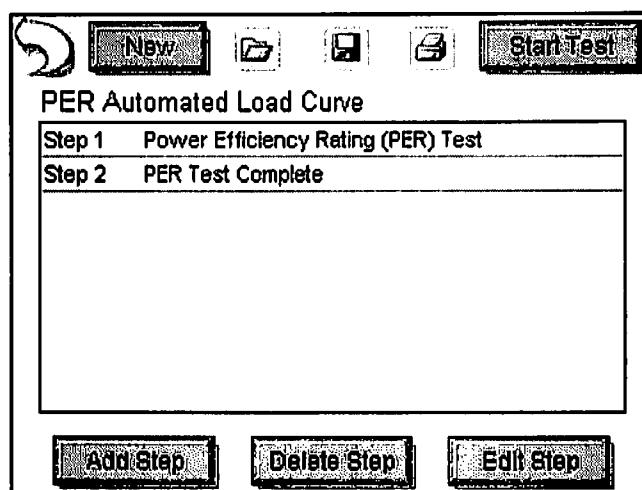 New Start Test
PER Automated Load Curve
Step 1 Power Efficiency Rating (PER) Test
Step 2 PER Test Complete
Add Step Delete Step Edit Step